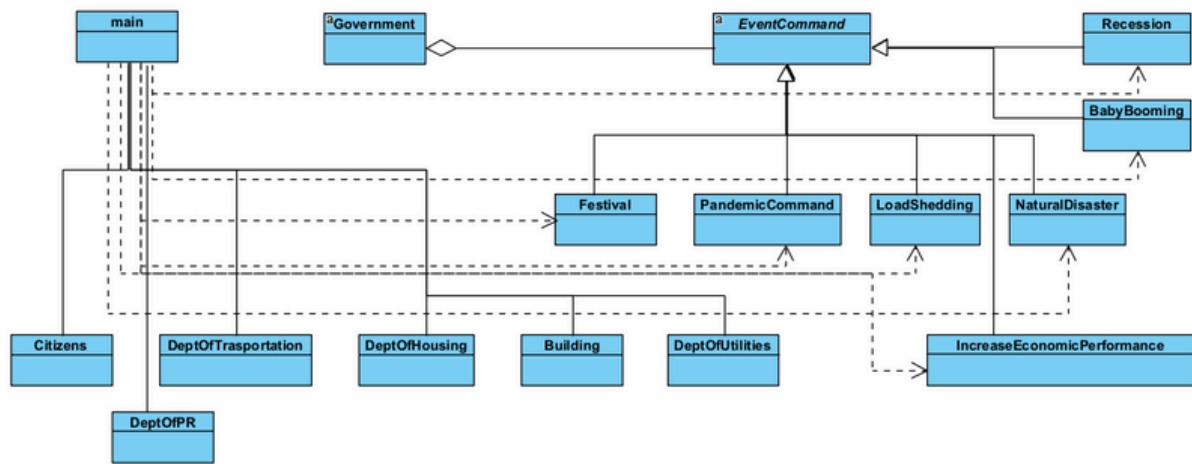 main
a Government
a EventCommand
Recession
BabyBooming
Festival
PandemicCommand
LoadShedding
NaturalDisaster
Citizens
DeptOfTrasportation
DeptOfHousing
Building
DeptOfUtilities
IncreaseEconomicPerformance
DeptOfPR